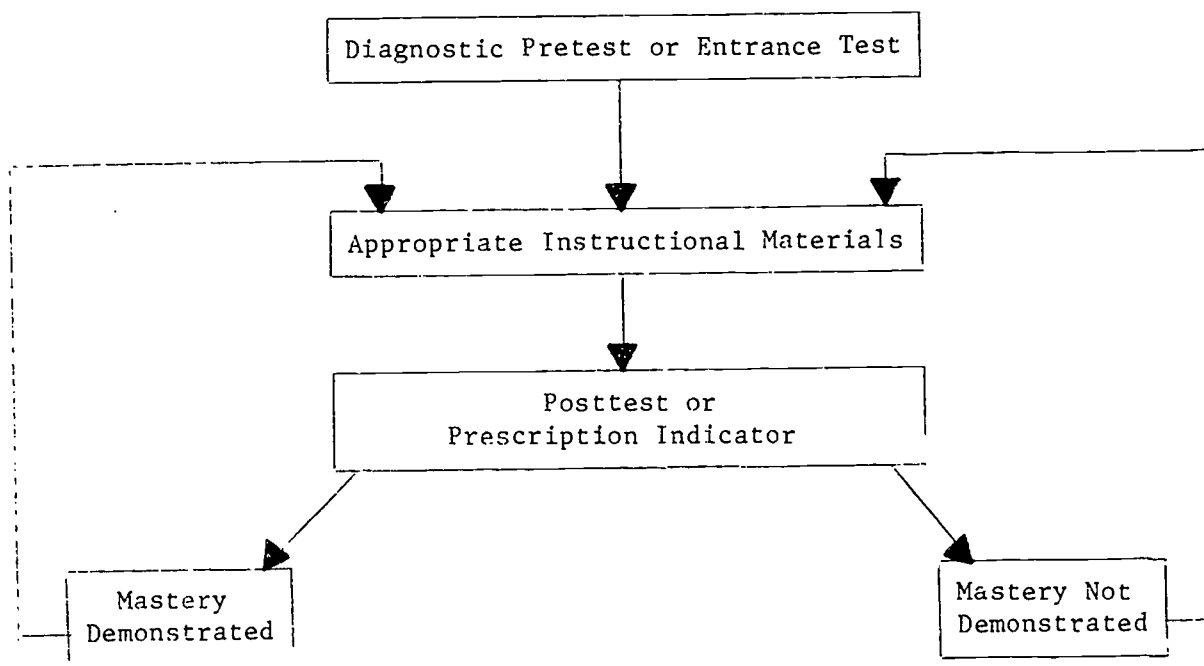 Diagnostic Pretest or Entrance Test
Appropriate Instructional Materials
Posttest or
Prescription Indicator
Mastery
Demonstrated
Mastery Not
Demonstrated